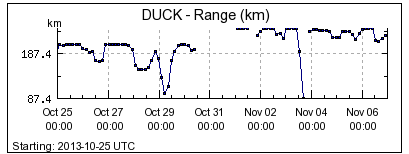 DUCK - Range (km)
km
187.4
87.4
Oct 25 Oct 27 Oct 29 Oct 31 Nov 02 Nov 04 Nov 06
00:00 00:00 00:00 00:00 00:00 00:00 00:00
Starting: 2013-10-25 UTC